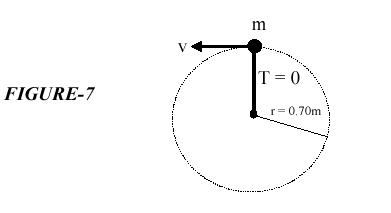 m
v
T = 0
FIGURE-7
r = 0.70m